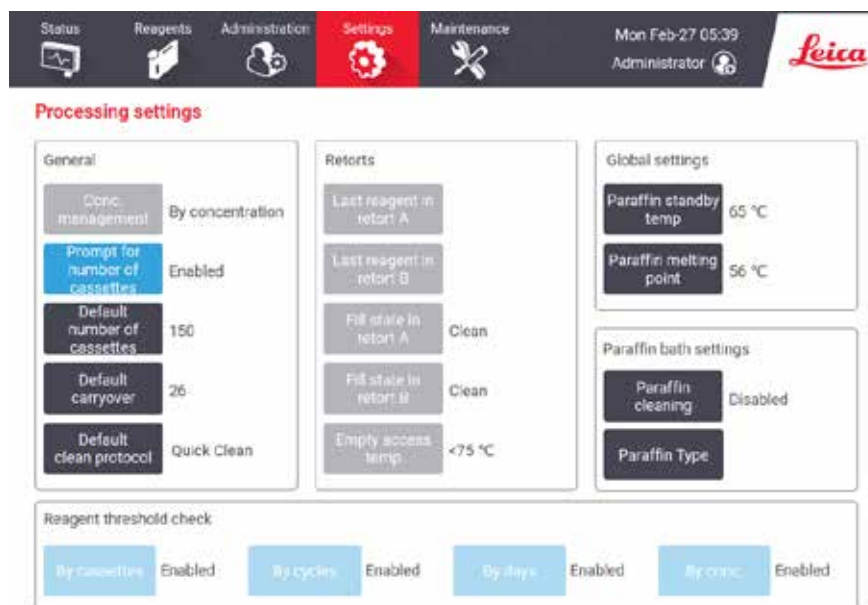 Status
Reagents
Administration
Settings
Maintenance
Mon Feb-27 05:39
Administrator
Leica
Processing settings
General
Conc.
management
By concentration
Prompt for
number of
cassettes
Enabled
Default
number of
cassettes
150
Default
carryover
26
Default
clean protocol
Quick Clean
Retorts
Last reagent in
retort A
Last reagent in
retort B
Fill state in
retort A
Clean
Fill state in
retort B
Clean
Empty access
temp
<75 °C
Global settings
Paraffin standby
temp
65 °C
Paraffin melting
point
56 °C
Paraffin bath settings
Paraffin
cleaning
Disabled
Paraffin Type
Reagent threshold check
By cassettes
Enabled
By cycles
Enabled
By days
Enabled
By conc.
Enabled